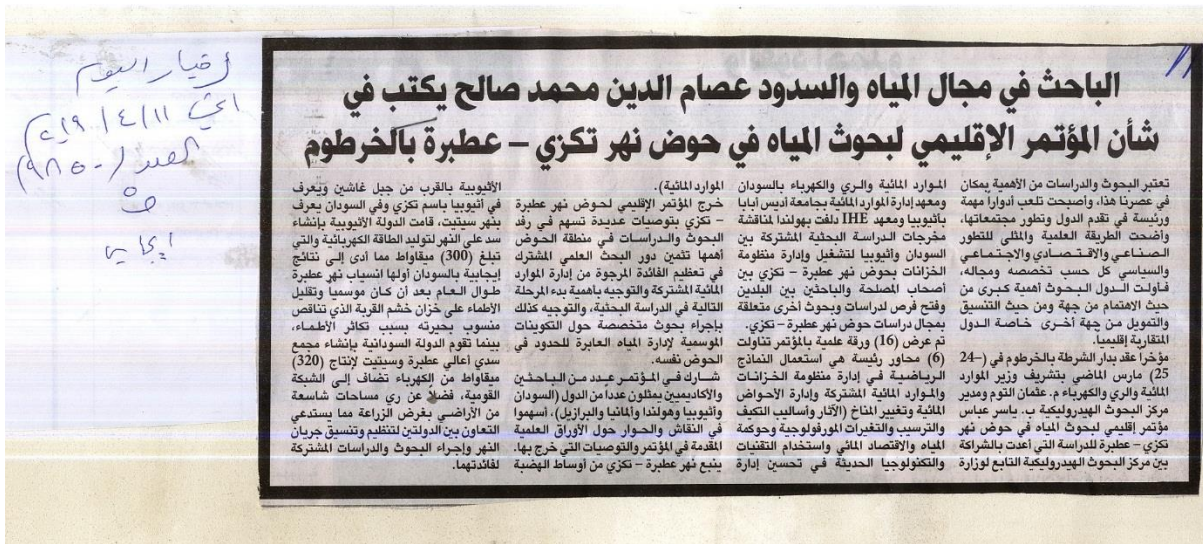 اخبار اليوم
١١ / ٤ / ٢٠١٩
العدد
الباحث في مجال المياه والسدود عصام الدين محمد صالح يكتب في
شأن المؤتمر الإقليمي لبحوث المياه في حوض نهر تكزي – عطبرة بالخرطوم
تعتبر البحوث والدراسات من الأهمية بمكان
في عصرنا هذا، وأصبحت تلعب أدواراً مهمة
ورئيسة في تقدم الدول وتطور مجتمعاتها،
وأضحت الطريقة العلمية والمثلى للتطور
الصناعي والاقتصادي والاجتماعي
والسياسي كل حسب تخصصه ومجاله،
فأولت الدول البحوث أهمية كبرى من
حيث الاهتمام من جهة ومن حيث التنسيق
والتمويل من جهة أخرى خاصة الدول
المتقاربة إقليمياً.
مؤخراً عقد بدار الشرطة بالخرطوم في (24–
25) مارس الماضي بتشريف وزير الموارد
المائية والري والكهرباء م. عثمان التوم ومدير
مركز البحوث الهيدروليكية ب. ياسر عباس
مؤتمر إقليمي لبحوث المياه في حوض نهر
تكزي – عطبرة للدراسة التي أعدت بالشراكة
بين مركز البحوث الهيدروليكية التابع لوزارة
الموارد المائية والري والكهرباء بالسودان
ومعهد إدارة الموارد المائية بجامعة أديس أبابا
بأثيوبيا ومعهد IHE دلفت بهولندا لمناقشة
مخرجات الدراسة البحثية المشتركة بين
السودان وأثيوبيا لتشغيل وإدارة منظومة
الخزانات بحوض نهر عطبرة – تكزي بين
أصحاب المصلحة والباحثين بين البلدين
وفتح فرص لدراسات وبحوث أخرى متعلقة
بمجال دراسات حوض نهر عطبرة – تكزي.
تم عرض (16) ورقة علمية بالمؤتمر تناولت
(6) محاور رئيسة هي استعمال النماذج
الرياضية في إدارة منظومة الخزانات
والموارد المائية المشتركة وإدارة الأحواض
المائية وتغيير المناخ (الآثار وأساليب التكيف
والترسيب والتغيرات المورفولوجية وحوكمة
المياه والاقتصاد المائي واستخدام التقنيات
والتكنولوجيا الحديثة في تحسين إدارة
الموارد المائية).
خرج المؤتمر الإقليمي لحوض نهر عطبرة
– تكزي بتوصيات عديدة تسهم في رفد
البحوث والدراسات في منطقة الحوض
أهمها تثمين دور البحث العلمي المشترك
في تعظيم الفائدة المرجوة من إدارة الموارد
المائية المشتركة والتوجيه بأهمية بدء المرحلة
التالية في الدراسة البحثية، والتوجيه كذلك
بإجراء بحوث متخصصة حول التكوينات
الموسمية لإدارة المياه العابرة للحدود في
الحوض نفسه.
شارك في المؤتمر عدد من الباحثين
والأكاديميين يمثلون عدداً من الدول (السودان
وأثيوبيا وهولندا وألمانيا والبرازيل). أسهموا
في النقاش والحوار حول الأوراق العلمية
المقدمة في المؤتمر والتوصيات التي خرج بها.
ينبع نهر عطبرة – تكزي من أوساط الهضبة
الأثيوبية بالقرب من جبل غاشين ويعرف
في أثيوبيا باسم تكزي وفي السودان يعرف
بنهر سيتيت، قامت الدولة الأثيوبية بإنشاء
سد على النهر لتوليد الطاقة الكهربائية والتي
تبلغ (300) ميقاواط مما أدى إلى نتائج
إيجابية بالسودان أولها انسياب نهر عطبرة
طوال العام بعد أن كان موسمياً وتقليل
الأطماء على خزان خشم القربة الذي تناقص
منسوب بحيرته بسبب تكاثر الأطماء،
بينما تقوم الدولة السودانية بإنشاء مجمع
سدي أعالي عطبرة وسيتيت لإنتاج (320)
ميقاواط من الكهرباء تضاف إلى الشبكة
القومية، فضلا عن ري مساحات شاسعة
من الأراضي بغرض الزراعة مما يستدعي
التعاون بين الدولتين لتنظيم وتنسيق جريان
النهر وإجراء البحوث والدراسات المشتركة
لفائدتهما.